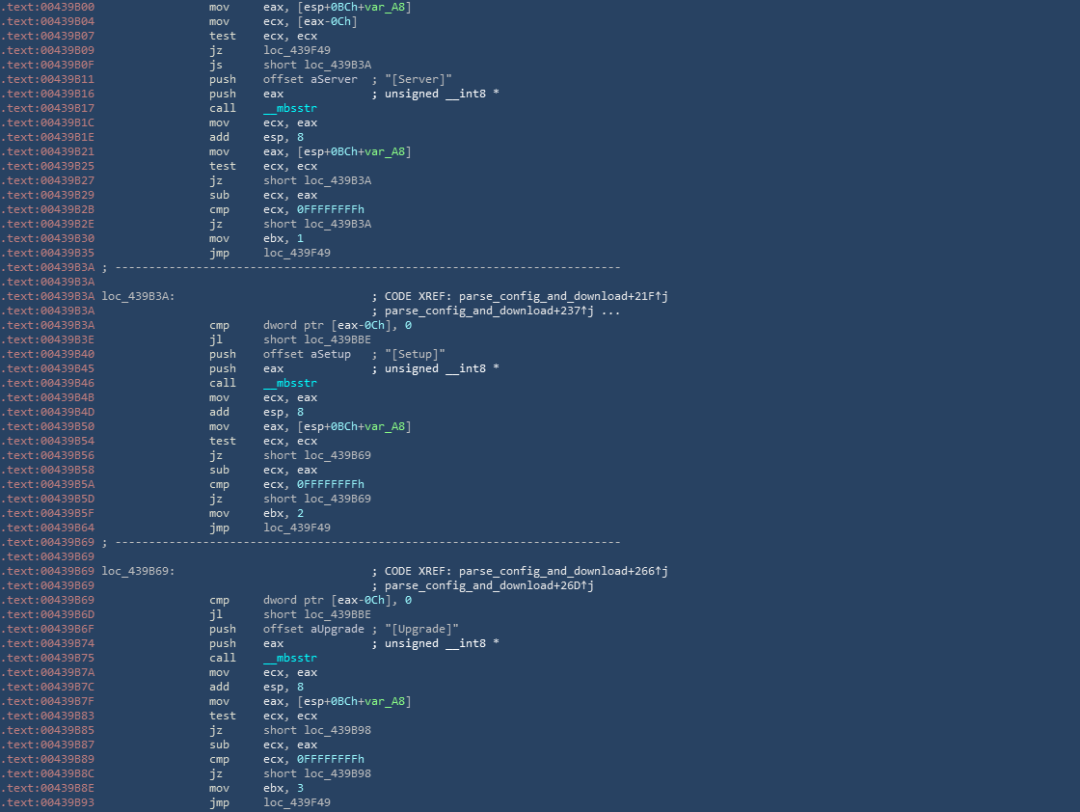 .text:00439B00 mov eax, [esp+0BCh+var_A8]
.text:00439B04 mov ecx, [eax-0Ch]
.text:00439B07 test ecx, ecx
.text:00439B09 jz loc_439F49
.text:00439B0F js short loc_439B3A
.text:00439B11 push offset aServer ; "[Server]"
.text:00439B16 push eax ; unsigned __int8 *
.text:00439B17 call __mbsstr
.text:00439B1C mov ecx, eax
.text:00439B1E add esp, 8
.text:00439B21 mov eax, [esp+0BCh+var_A8]
.text:00439B25 test ecx, ecx
.text:00439B27 jz short loc_439B3A
.text:00439B29 sub ecx, eax
.text:00439B2B cmp ecx, 0FFFFFFFFh
.text:00439B2E jz short loc_439B3A
.text:00439B30 mov ebx, 1
.text:00439B35 jmp loc_439F49
.text:00439B3A ; ---------------------------------------------------------------------------
.text:00439B3A
.text:00439B3A loc_439B3A: ; CODE XREF: parse_config_and_download+21F↑j
.text:00439B3A ; parse_config_and_download+237↑j ...
.text:00439B3A cmp dword ptr [eax-0Ch], 0
.text:00439B3E jl short loc_439BBE
.text:00439B40 push offset aSetup ; "[Setup]"
.text:00439B45 push eax ; unsigned __int8 *
.text:00439B46 call __mbsstr
.text:00439B4B mov ecx, eax
.text:00439B4D add esp, 8
.text:00439B50 mov eax, [esp+0BCh+var_A8]
.text:00439B54 test ecx, ecx
.text:00439B56 jz short loc_439B69
.text:00439B58 sub ecx, eax
.text:00439B5A cmp ecx, 0FFFFFFFFh
.text:00439B5D jz short loc_439B69
.text:00439B5F mov ebx, 2
.text:00439B64 jmp loc_439F49
.text:00439B69 ; ---------------------------------------------------------------------------
.text:00439B69
.text:00439B69 loc_439B69: ; CODE XREF: parse_config_and_download+266↑j
.text:00439B69 ; parse_config_and_download+26D↑j
.text:00439B69 cmp dword ptr [eax-0Ch], 0
.text:00439B6D jl short loc_439BBE
.text:00439B6F push offset aUpgrade ; "[Upgrade]"
.text:00439B74 push eax ; unsigned __int8 *
.text:00439B75 call __mbsstr
.text:00439B7A mov ecx, eax
.text:00439B7C add esp, 8
.text:00439B7F mov eax, [esp+0BCh+var_A8]
.text:00439B83 test ecx, ecx
.text:00439B85 jz short loc_439B98
.text:00439B87 sub ecx, eax
.text:00439B89 cmp ecx, 0FFFFFFFFh
.text:00439B8C jz short loc_439B98
.text:00439B8E mov ebx, 3
.text:00439B93 jmp loc_439F49